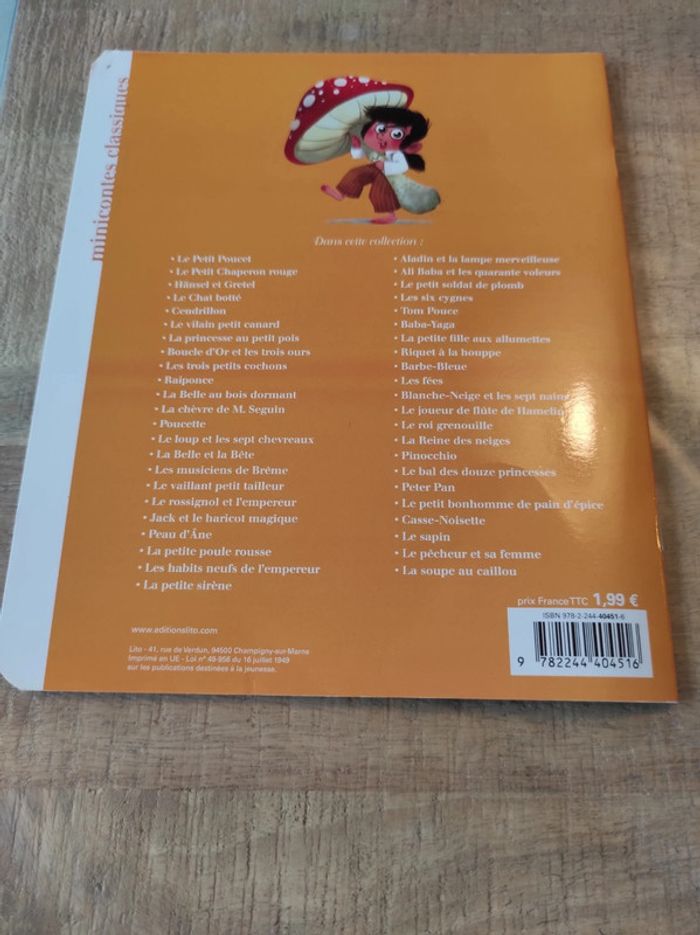 minicontes classiques
Dans cette collection :
• Le Petit Poucet
• Le Petit Chaperon rouge
• Hänsel et Gretel
• Le Chat botté
• Cendrillon
• Le vilain petit canard
• La princesse au petit pois
• Boucle d'Or et les trois ours
• Les trois petits cochons
• Raiponce
• La Belle au bois dormant
• La chèvre de M. Seguin
• Poucette
• Le loup et les sept chevreaux
• La Belle et la Bête
• Les musiciens de Brême
• Le vaillant petit tailleur
• Le rossignol et l'empereur
• Jack et le haricot magique
• Peau d'Âne
• La petite poule rousse
• Les habits neufs de l'empereur
• La petite sirène
• Aladin et la lampe merveilleuse
• Ali Baba et les quarante voleurs
• Le petit soldat de plomb
• Les six cygnes
• Tom Pouce
• Baba-Yaga
• La petite fille aux allumettes
• Riquet à la houppe
• Barbe-Bleue
• Les fées
• Blanche-Neige et les sept nains
• Le joueur de flûte de Hamelin
• Le roi grenouille
• La Reine des neiges
• Pinocchio
• Le bal des douze princesses
• Peter Pan
• Le petit bonhomme de pain d'épice
• Casse-Noisette
• Le sapin
• Le pêcheur et sa femme
• La soupe au caillou
www.editionslito.com
Lito - 41, rue de Verdun, 94500 Champigny-sur-Marne
Imprimé en UE - Loi n° 49-956 du 16 juillet 1949
sur les publications destinées à la jeunesse.
prix France TTC 1,99 €
ISBN 978-2-244-40451-6
9 782244 404516